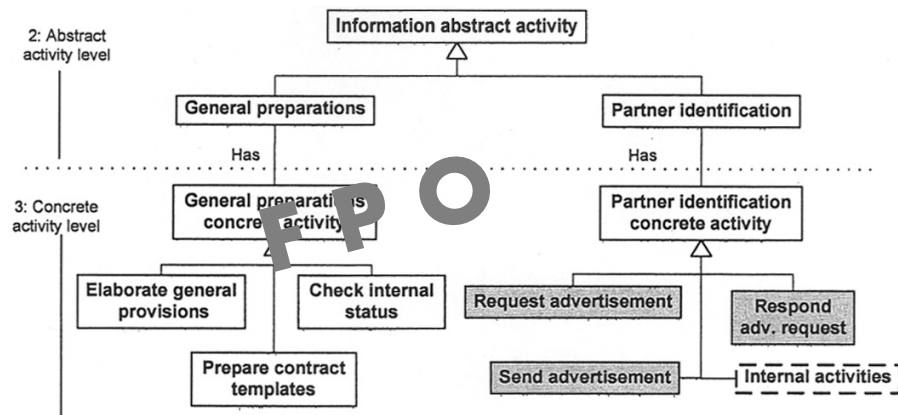 Information abstract activity
2: Abstract
activity level
General preparations
Partner identification
Has
Has
3: Concrete
activity level
General preparations
concrete activity
Partner identification
concrete activity
FPO
Elaborate general
provisions
Check internal
status
Request advertisement
Respond
adv. request
Prepare contract
templates
Send advertisement
Internal activities